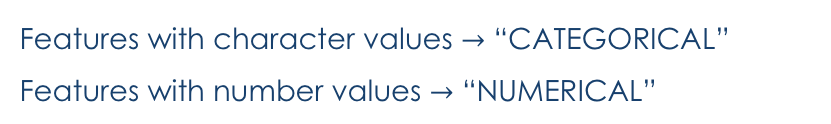 Features with character values → “CATEGORICAL”
Features with number values → “NUMERICAL”